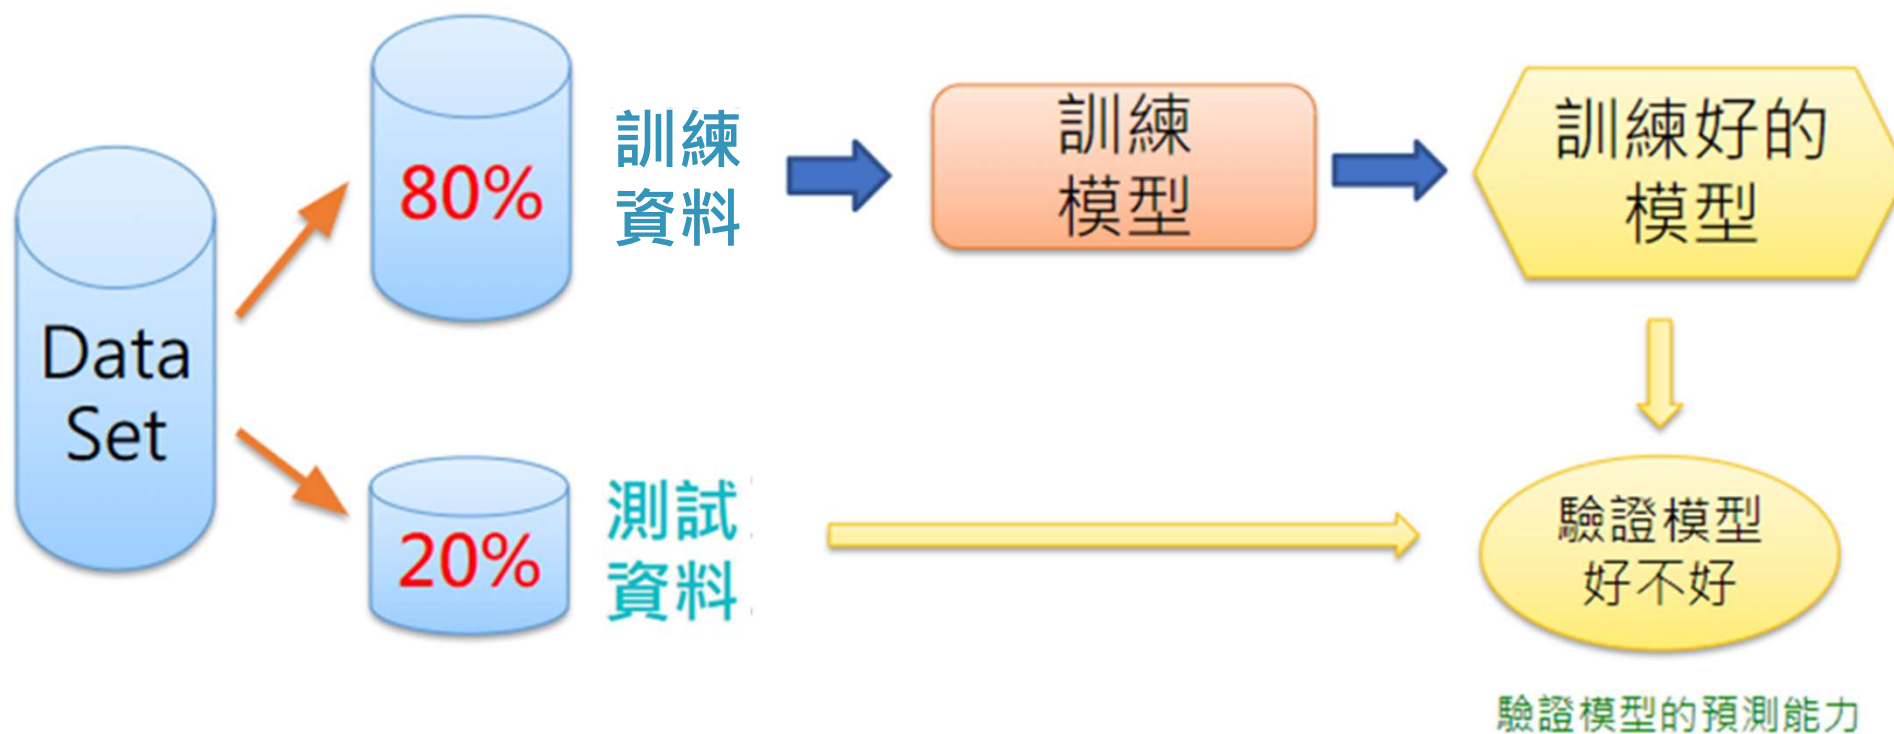 Data
Set
80%
訓練
資料
訓練
模型
訓練好的
模型
20%
測試
資料
驗證模型
好不好
驗證模型的預測能力